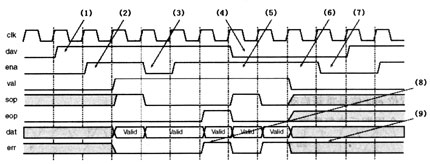 (1) (2) (3) (4) (5) (6) (7)
clk
dav
ena
val
(8)
sop
eop
(9)
dat Valid Valid Valid Valid Valid
err